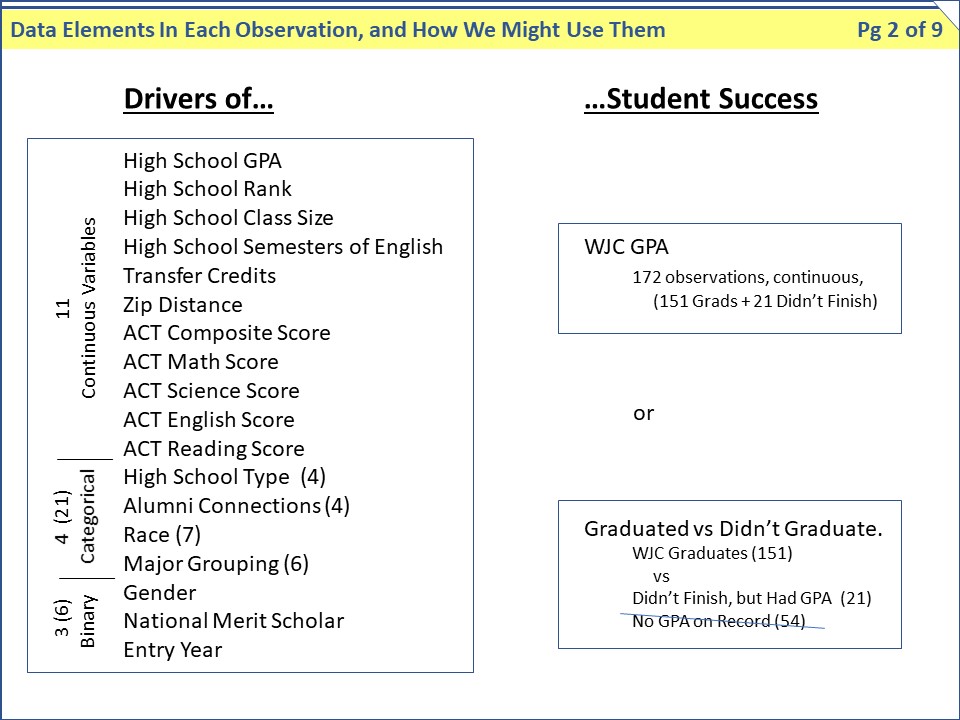 Data Elements In Each Observation, and How We Might Use Them Pg 2 of 9
Drivers of…
…Student Success
11
Continuous Variables
High School GPA
High School Rank
High School Class Size
High School Semesters of English
Transfer Credits
Zip Distance
ACT Composite Score
ACT Math Score
ACT Science Score
ACT English Score
ACT Reading Score
4 (21)
Categorical
High School Type (4)
Alumni Connections (4)
Race (7)
Major Grouping (6)
3 (6)
Binary
Gender
National Merit Scholar
Entry Year
WJC GPA
172 observations, continuous,
(151 Grads + 21 Didn’t Finish)
or
Graduated vs Didn’t Graduate.
WJC Graduates (151)
vs
Didn’t Finish, but Had GPA (21)
No GPA on Record (54)